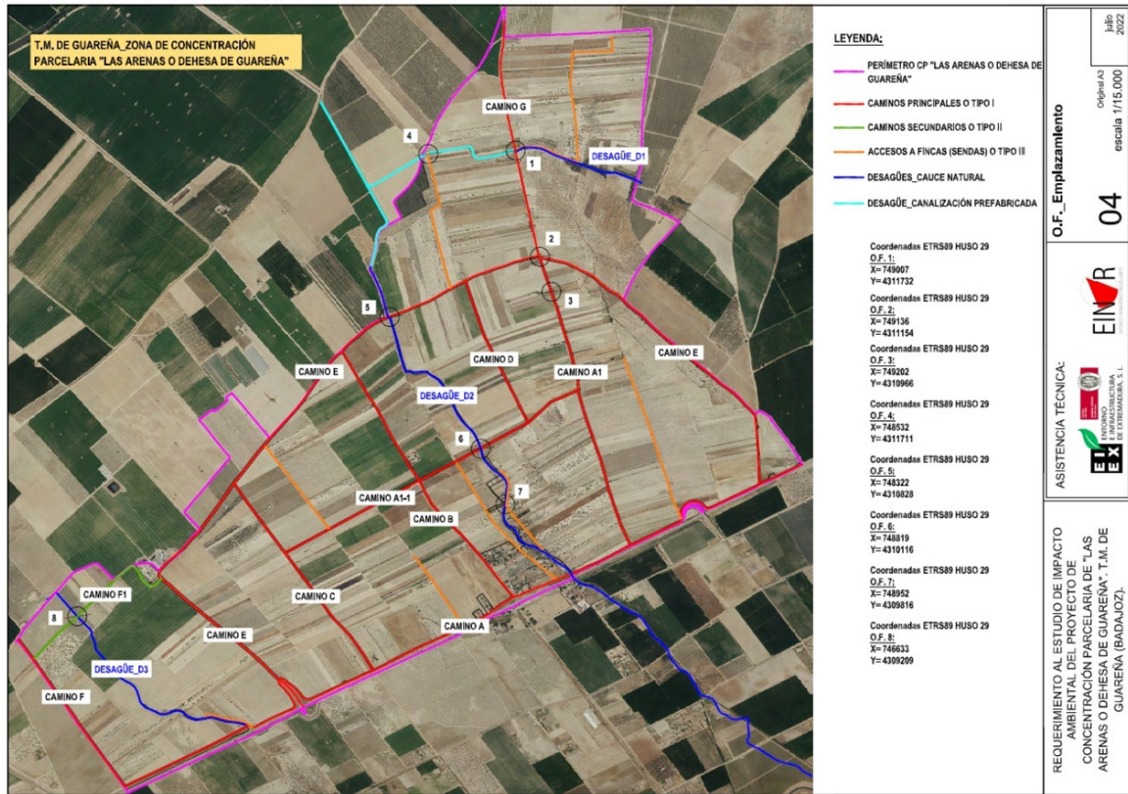 T.M. DE GUAREÑA_ZONA DE CONCENTRACIÓN
PARCELARIA "LAS ARENAS O DEHESA DE GUAREÑA"
CAMINO G
4
1
DESAGÜE_D1
2
3
5
CAMINO E
CAMINO D
CAMINO E
CAMINO A1
DESAGÜE_D2
6
7
CAMINO A1-1
CAMINO B
CAMINO F1
8
CAMINO C
CAMINO A
CAMINO E
DESAGÜE_D3
CAMINO F
LEYENDA:
PERÍMETRO CP "LAS ARENAS O DEHESA DE
GUAREÑA"
CAMINOS PRINCIPALES O TIPO I
CAMINOS SECUNDARIOS O TIPO II
ACCESOS A FINCAS (SENDAS) O TIPO III
DESAGÜES_CAUCE NATURAL
DESAGÜE_CANALIZACIÓN PREFABRICADA
Coordenadas ETRS89 HUSO 29
O.F. 1:
X=749007
Y=4311732
Coordenadas ETRS89 HUSO 29
O.F. 2:
X=749136
Y=4311154
Coordenadas ETRS89 HUSO 29
O.F. 3:
X=749202
Y=4310966
Coordenadas ETRS89 HUSO 29
O.F. 4:
X=748532
Y=4311711
Coordenadas ETRS89 HUSO 29
O.F. 5:
X=748322
Y=4310828
Coordenadas ETRS89 HUSO 29
O.F. 6:
X=748819
Y=4310116
Coordenadas ETRS89 HUSO 29
O.F. 7:
X=748952
Y=4309816
Coordenadas ETRS89 HUSO 29
O.F. 8:
X=746633
Y=4309209
REQUERIMIENTO AL ESTUDIO DE IMPACTO
AMBIENTAL DEL PROYECTO DE
CONCENTRACIÓN PARCELARIA DE "LAS
ARENAS O DEHESA DE GUAREÑA". T.M. DE
GUAREÑA (BADAJOZ).
ASISTENCIA TÉCNICA:
EIEX
ENTORNO
E INFRAESTRUCTURA
DE EXTREMADURA, S. L.
O.F._Emplazamiento
04
Original A3
escala 1/15.000
julio
2022